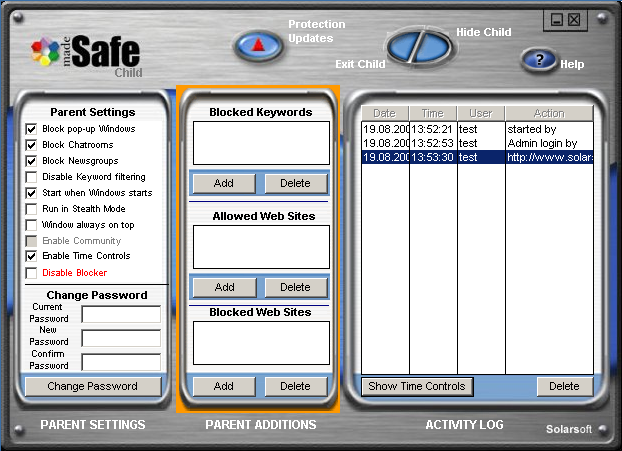 made
Safe
Child
Protection
Updates
Exit Child
Hide Child
?
Help
Parent Settings
Block pop-up Windows
Block Chatrooms
Block Newsgroups
Disable Keyword filtering
Start when Windows starts
Run in Stealth Mode
Window always on top
Enable Community
Enable Time Controls
Disable Blocker
Change Password
Current
Password
New
Password
Confirm
Password
Change Password
PARENT SETTINGS
Blocked Keywords
Add Delete
Allowed Web Sites
Add Delete
Blocked Web Sites
Add Delete
PARENT ADDITIONS
Date Time User Action
19.08.200 13:52:21 test started by
19.08.200 13:52:53 test Admin login by
19.08.200 13:53:30 test http://www.solars
Show Time Controls Delete
ACTIVITY LOG
Solarsoft